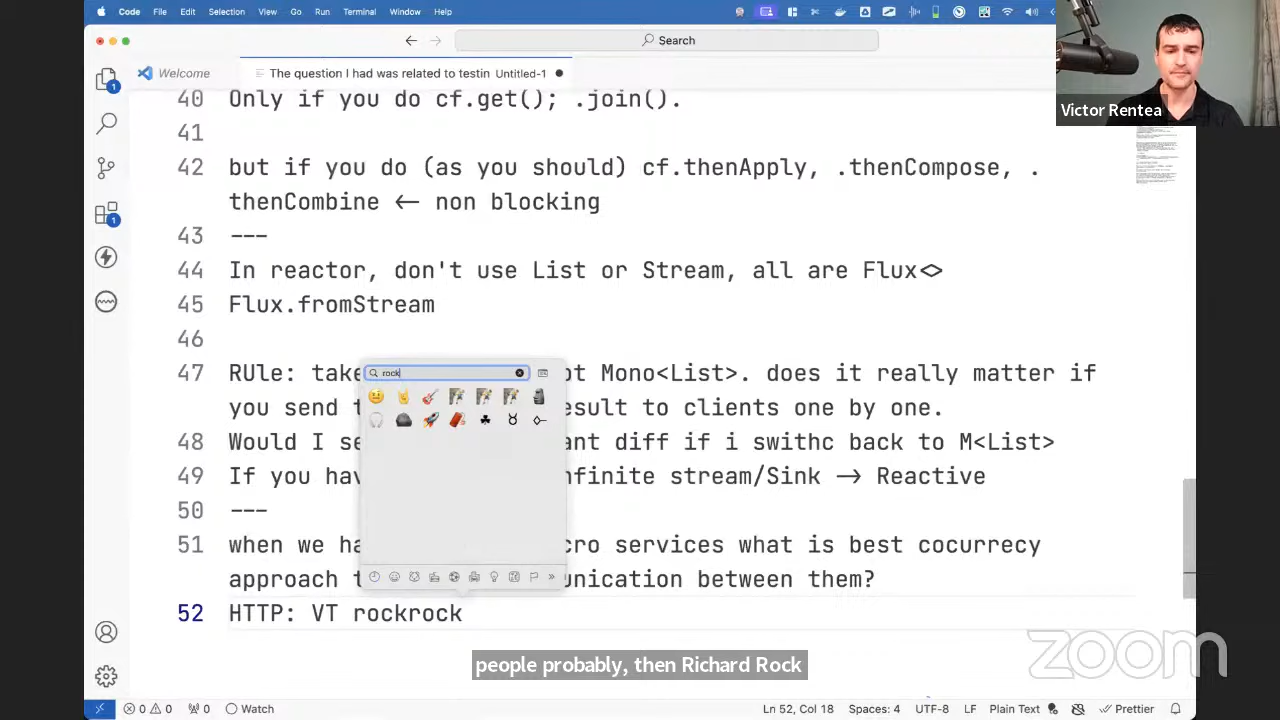 Code File Edit Selection View Go Run Terminal Window Help
Search
Welcome The question I had was related to testin Untitled-1
Victor Rentea
40 Only if you do cf.get(); .join().
41
42 but if you do (as you should) cf.thenApply, .thenCompose, .
thenCombine <- non blocking
43 ---
44 In reactor, don't use List or Stream, all are Flux<>
45 Flux.fromStream
46
rock
47 RUle: take ot Mono<List>. does it really matter if
you send t esult to clients one by one.
48 Would I se ant diff if i swithc back to M<List>
49 If you hav nfinite stream/Sink -> Reactive
50 ---
51 when we ha cro services what is best cocurrecy
approach t unication between them?
52 HTTP: VT rockrock
people probably, then Richard Rock
zoom
0 0 0 Watch Ln 52, Col 18 Spaces: 4 UTF-8 LF Plain Text Prettier